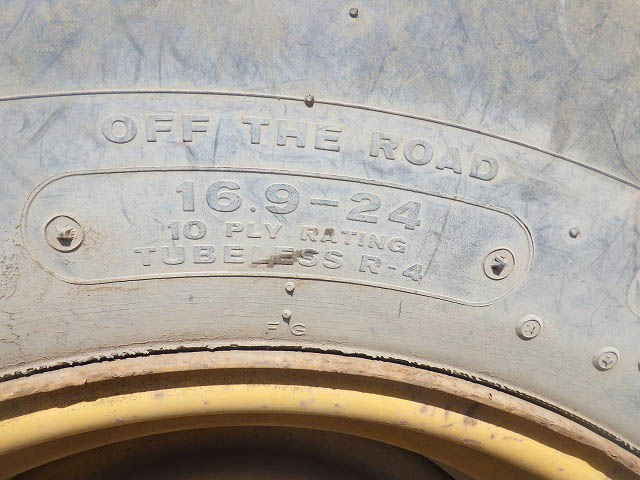 OFF THE ROAD
16.9-24
10 PLY RATING
TUBELESS R-4
F G